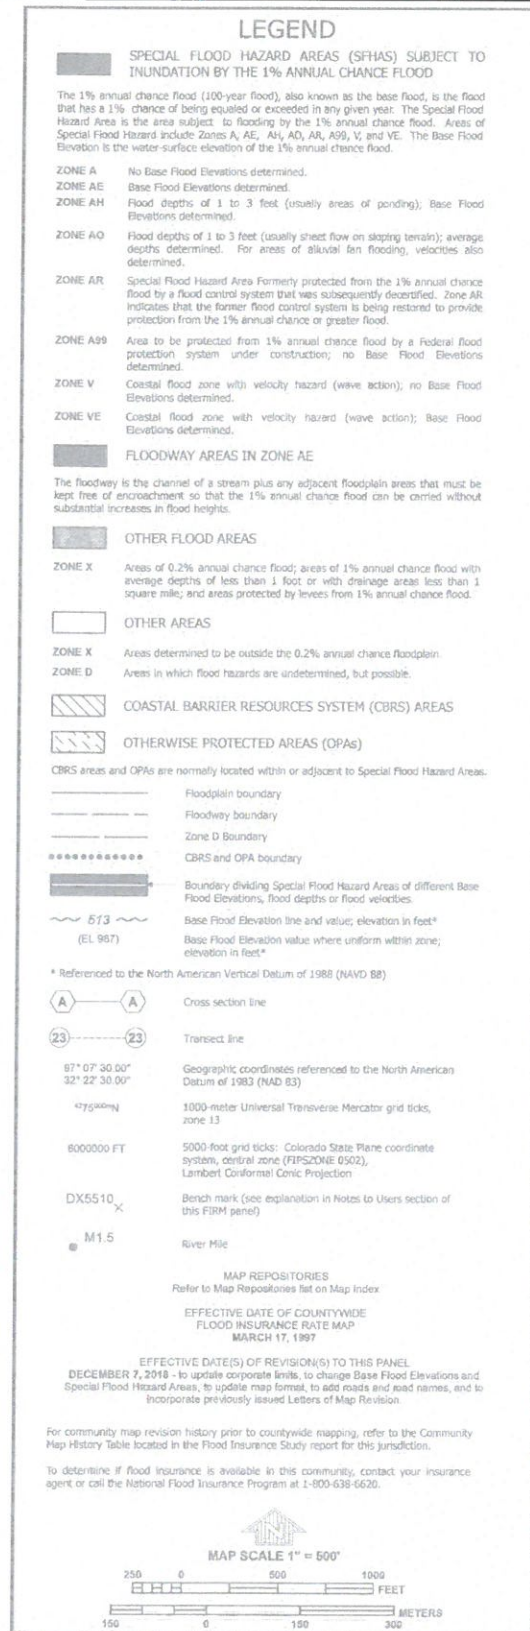 LEGEND
SPECIAL FLOOD HAZARD AREAS (SFHAS) SUBJECT TO
INUNDATION BY THE 1% ANNUAL CHANCE FLOOD
The 1% annual chance flood (100-year flood), also known as the base flood, is the flood
that has a 1% chance of being equaled or exceeded in any given year. The Special Flood
Hazard Area is the area subject to flooding by the 1% annual chance flood. Areas of
Special Flood Hazard include Zones A, AE, AH, AO, AR, A99, V, and VE. The Base Flood
Elevation is the water-surface elevation of the 1% annual chance flood.
ZONE A No Base Flood Elevations determined.
ZONE AE Base Flood Elevations determined.
ZONE AH Flood depths of 1 to 3 feet (usually areas of ponding); Base Flood
Elevations determined.
ZONE AO Flood depths of 1 to 3 feet (usually sheet flow on sloping terrain); average
depths determined. For areas of alluvial fan flooding, velocities also
determined.
ZONE AR Special Flood Hazard Area Formerly protected from the 1% annual chance
flood by a flood control system that was subsequently decertified. Zone AR
indicates that the former flood control system is being restored to provide
protection from the 1% annual chance or greater flood.
ZONE A99 Area to be protected from 1% annual chance flood by a Federal flood
protection system under construction; no Base Flood Elevations
determined.
ZONE V Coastal flood zone with velocity hazard (wave action); no Base Flood
Elevations determined.
ZONE VE Coastal flood zone with velocity hazard (wave action); Base Flood
Elevations determined.
FLOODWAY AREAS IN ZONE AE
The floodway is the channel of a stream plus any adjacent floodplain areas that must be
kept free of encroachment so that the 1% annual chance flood can be carried without
substantial increases in flood heights.
OTHER FLOOD AREAS
ZONE X Areas of 0.2% annual chance flood; areas of 1% annual chance flood with
average depths of less than 1 foot or with drainage areas less than 1
square mile; and areas protected by levees from 1% annual chance flood.
OTHER AREAS
ZONE X Areas determined to be outside the 0.2% annual chance floodplain.
ZONE D Areas in which flood hazards are undetermined, but possible.
COASTAL BARRIER RESOURCES SYSTEM (CBRS) AREAS
OTHERWISE PROTECTED AREAS (OPAs)
CBRS areas and OPAs are normally located within or adjacent to Special Flood Hazard Areas.
Floodplain boundary
Floodway boundary
Zone D Boundary
CBRS and OPA boundary
Boundary dividing Special Flood Hazard Areas of different Base
Flood Elevations, flood depths or flood velocities.
513 Base Flood Elevation line and value; elevation in feet*
(EL 987) Base Flood Elevation value where uniform within zone;
elevation in feet*
* Referenced to the North American Vertical Datum of 1988 (NAVD 88)
A A Cross section line
23 23 Transect line
97° 07' 30.00" Geographic coordinates referenced to the North American
32° 22' 30.00" Datum of 1983 (NAD 83)
4275000mN 1000-meter Universal Transverse Mercator grid ticks,
zone 13
6000000 FT 5000-foot grid ticks: Colorado State Plane coordinate
system, central zone (FIPSZONE 0502),
Lambert Conformal Conic Projection
DX5510 Bench mark (see explanation in Notes to Users section of
this FIRM panel)
M1.5 River Mile
MAP REPOSITORIES
Refer to Map Repositories list on Map Index
EFFECTIVE DATE OF COUNTYWIDE
FLOOD INSURANCE RATE MAP
MARCH 17, 1997
EFFECTIVE DATE(S) OF REVISION(S) TO THIS PANEL
DECEMBER 7, 2018 - to update corporate limits, to change Base Flood Elevations and
Special Flood Hazard Areas, to update map format, to add roads and road names, and to
incorporate previously issued Letters of Map Revision.
For community map revision history prior to countywide mapping, refer to the Community
Map History Table located in the Flood Insurance Study report for this jurisdiction.
To determine if flood insurance is available in this community, contact your insurance
agent or call the National Flood Insurance Program at 1-800-638-6620.
N
MAP SCALE 1" = 500'
250 0 500 1000
FEET
150 0 150 300
METERS